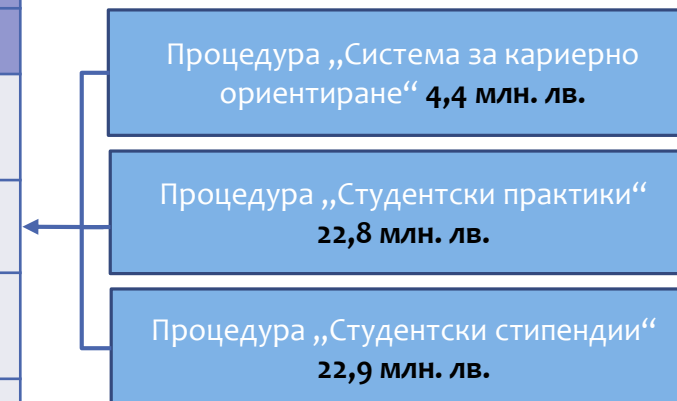 Процедура „Система за кариерно
ориентиране“ 4,4 млн. лв.
Процедура „Студентски практики“
22,8 млн. лв.
Процедура „Студентски стипендии“
22,9 млн. лв.